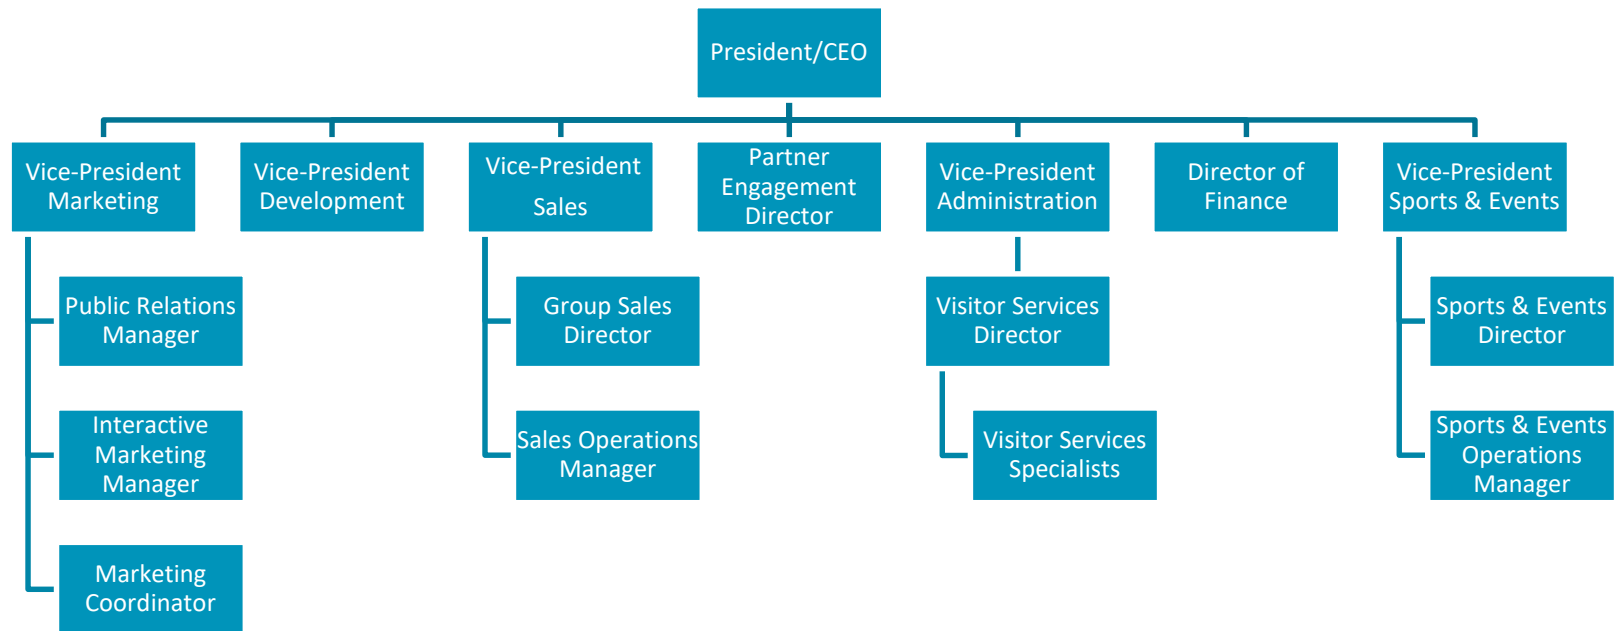 President/CEO
Vice-President
Marketing
Vice-President
Development
Vice-President
Sales
Partner
Engagement
Director
Vice-President
Administration
Director of
Finance
Vice-President
Sports & Events
Public Relations
Manager
Group Sales
Director
Visitor Services
Director
Sports & Events
Director
Interactive
Marketing
Manager
Sales Operations
Manager
Visitor Services
Specialists
Sports & Events
Operations
Manager
Marketing
Coordinator